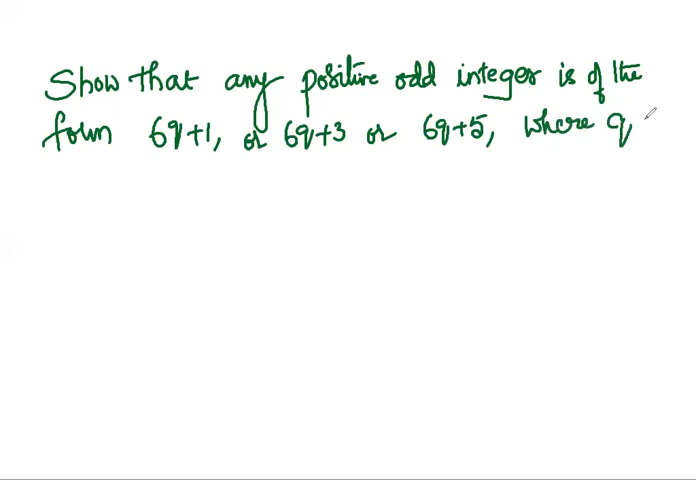 Show that any positive odd integer is of the
form 6q+1, or 6q+3 or 6q+5, where q